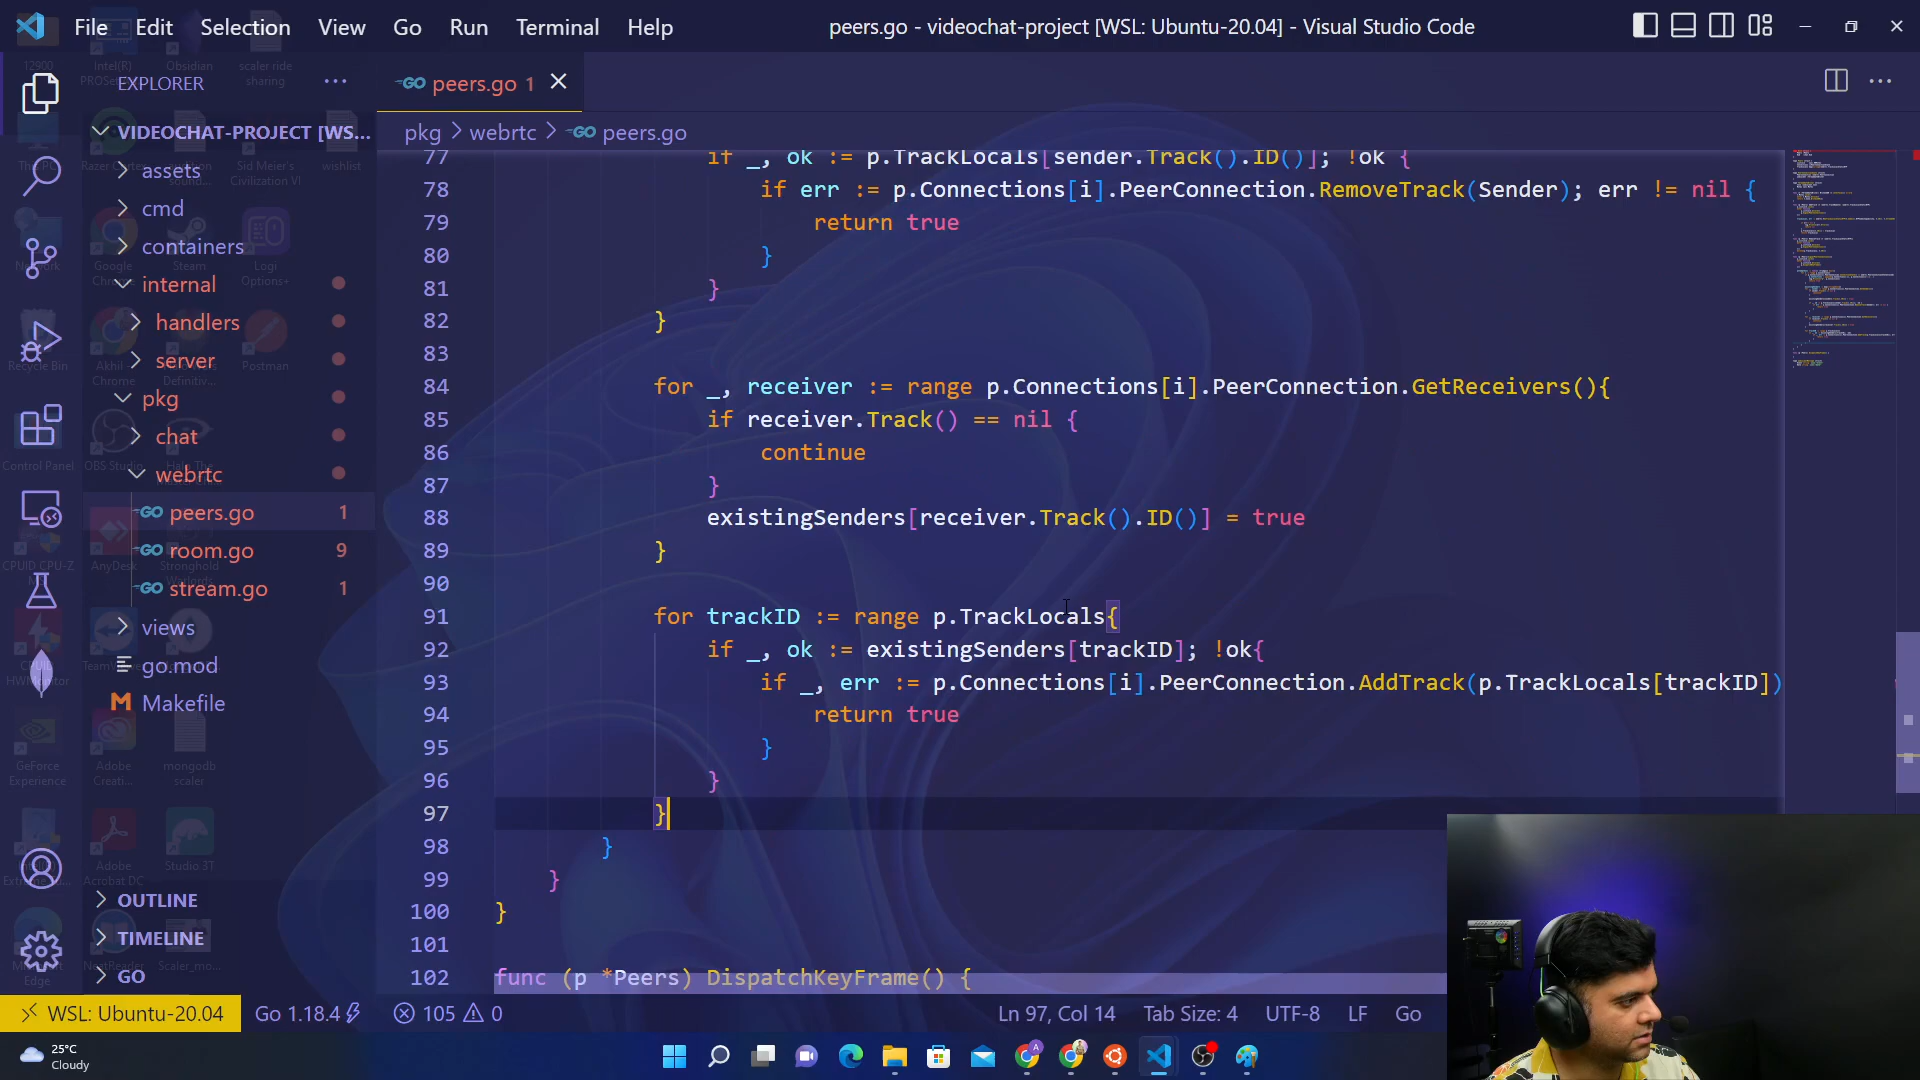 File Edit Selection View Go Run Terminal Help
peers.go - videochat-project [WSL: Ubuntu-20.04] - Visual Studio Code
EXPLORER
peers.go 1
VIDEOCHAT-PROJECT [WS...
pkg > webrtc > peers.go
assets
cmd
containers
internal
handlers
server
pkg
chat
webrtc
peers.go 1
room.go 9
stream.go 1
views
go.mod
Makefile
OUTLINE
TIMELINE
GO
77 if _, ok := p.TrackLocals[sender.Track().ID()]; !ok {
78 if err := p.Connections[i].PeerConnection.RemoveTrack(Sender); err != nil {
79 return true
80 }
81 }
82 }
83
84 for _, receiver := range p.Connections[i].PeerConnection.GetReceivers(){
85 if receiver.Track() == nil {
86 continue
87 }
88 existingSenders[receiver.Track().ID()] = true
89 }
90
91 for trackID := range p.TrackLocals{
92 if _, ok := existingSenders[trackID]; !ok{
93 if _, err := p.Connections[i].PeerConnection.AddTrack(p.TrackLocals[trackID])
94 return true
95 }
96 }
97 }
98 }
99 }
100 }
101
102 func (p *Peers) DispatchKeyFrame() {
WSL: Ubuntu-20.04 Go 1.18.4 105 0 Ln 97, Col 14 Tab Size: 4 UTF-8 LF Go
25°C
Cloudy